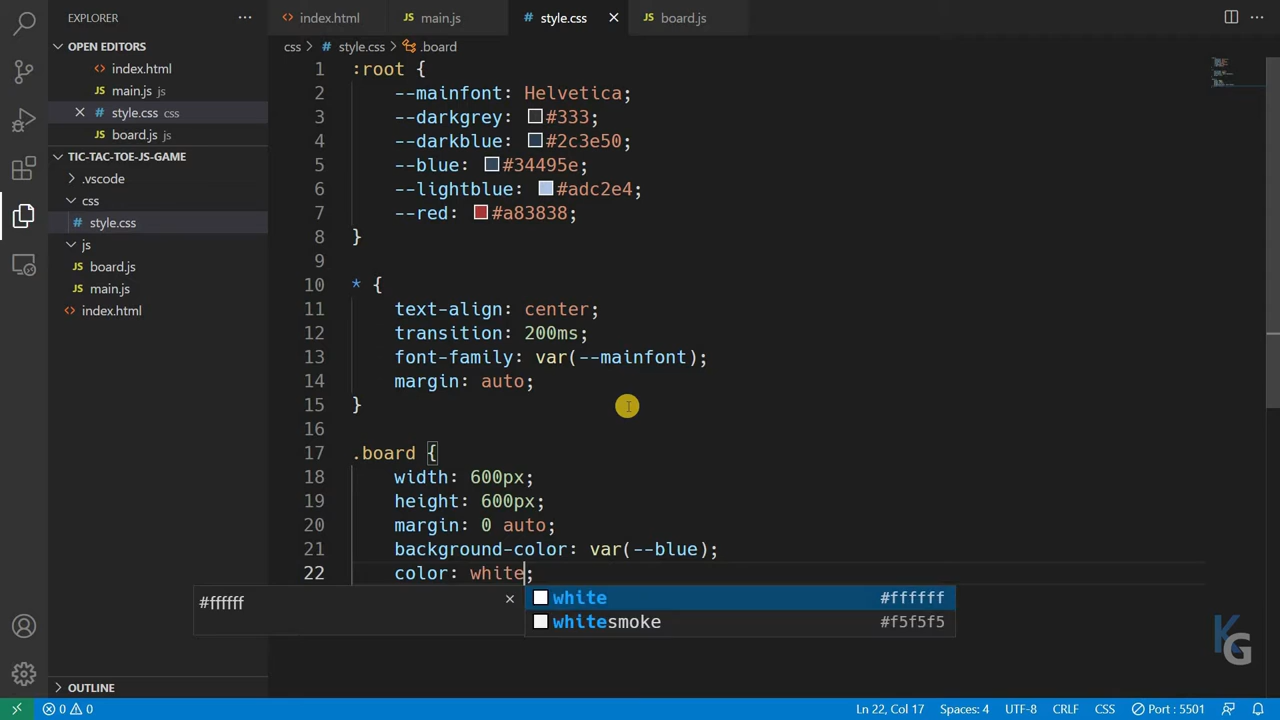 EXPLORER
OPEN EDITORS
index.html
main.js js
style.css css
board.js js
TIC-TAC-TOE-JS-GAME
.vscode
css
style.css
js
board.js
main.js
index.html
OUTLINE
index.html main.js style.css board.js
css > style.css > .board
1 :root {
2 --mainfont: Helvetica;
3 --darkgrey: #333;
4 --darkblue: #2c3e50;
5 --blue: #34495e;
6 --lightblue: #adc2e4;
7 --red: #a83838;
8 }
9
10 * {
11 text-align: center;
12 transition: 200ms;
13 font-family: var(--mainfont);
14 margin: auto;
15 }
16
17 .board {
18 width: 600px;
19 height: 600px;
20 margin: 0 auto;
21 background-color: var(--blue);
22 color: white;
#ffffff
white #ffffff
whitesmoke #f5f5f5
KG
0 0 Ln 22, Col 17 Spaces: 4 UTF-8 CRLF CSS Port : 5501